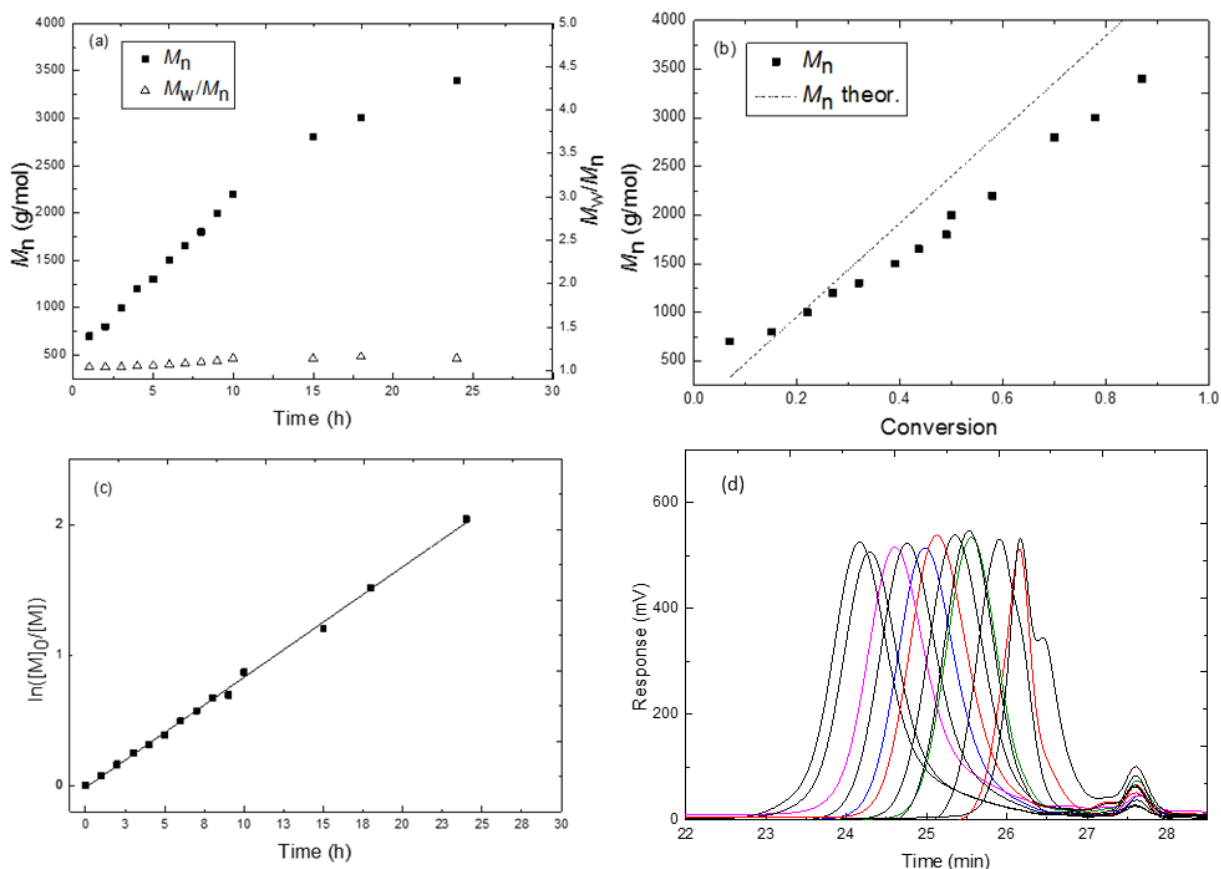 (a)
Mn
Mw/Mn
4000
3500
3000
2500
2000
1500
1000
500
5.0
4.5
4.0
3.5
3.0
2.5
2.0
1.5
1.0
0 5 10 15 20 25 30
Mn (g/mol)
Mw/Mn
Time (h)
(b)
Mn
Mn theor.
4000
3500
3000
2500
2000
1500
1000
500
0.0 0.2 0.4 0.6 0.8 1.0
Mn (g/mol)
Conversion
(c)
2
1
0
0 3 5 8 10 13 15 18 20 23 25 28 30
ln([M]0/[M])
Time (h)
(d)
600
400
200
0
22 23 24 25 26 27 28
Response (mV)
Time (min)